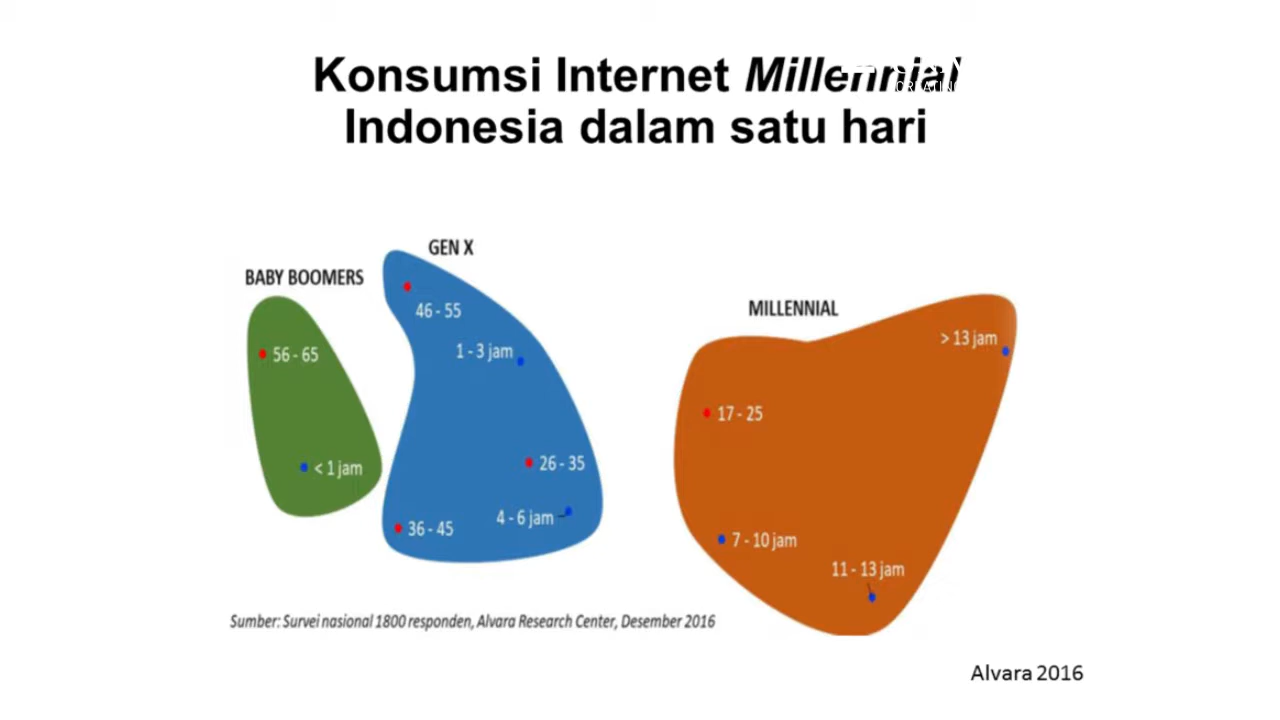 Konsumsi Internet Millennial
Indonesia dalam satu hari
GEN X
BABY BOOMERS
46 - 55
56 - 65
1 - 3 jam
26 - 35
< 1 jam
4 - 6 jam
36 - 45
MILLENNIAL
> 13 jam
17 - 25
7 - 10 jam
11 - 13 jam
Sumber: Survei nasional 1800 responden, Alvara Research Center, Desember 2016
Alvara 2016